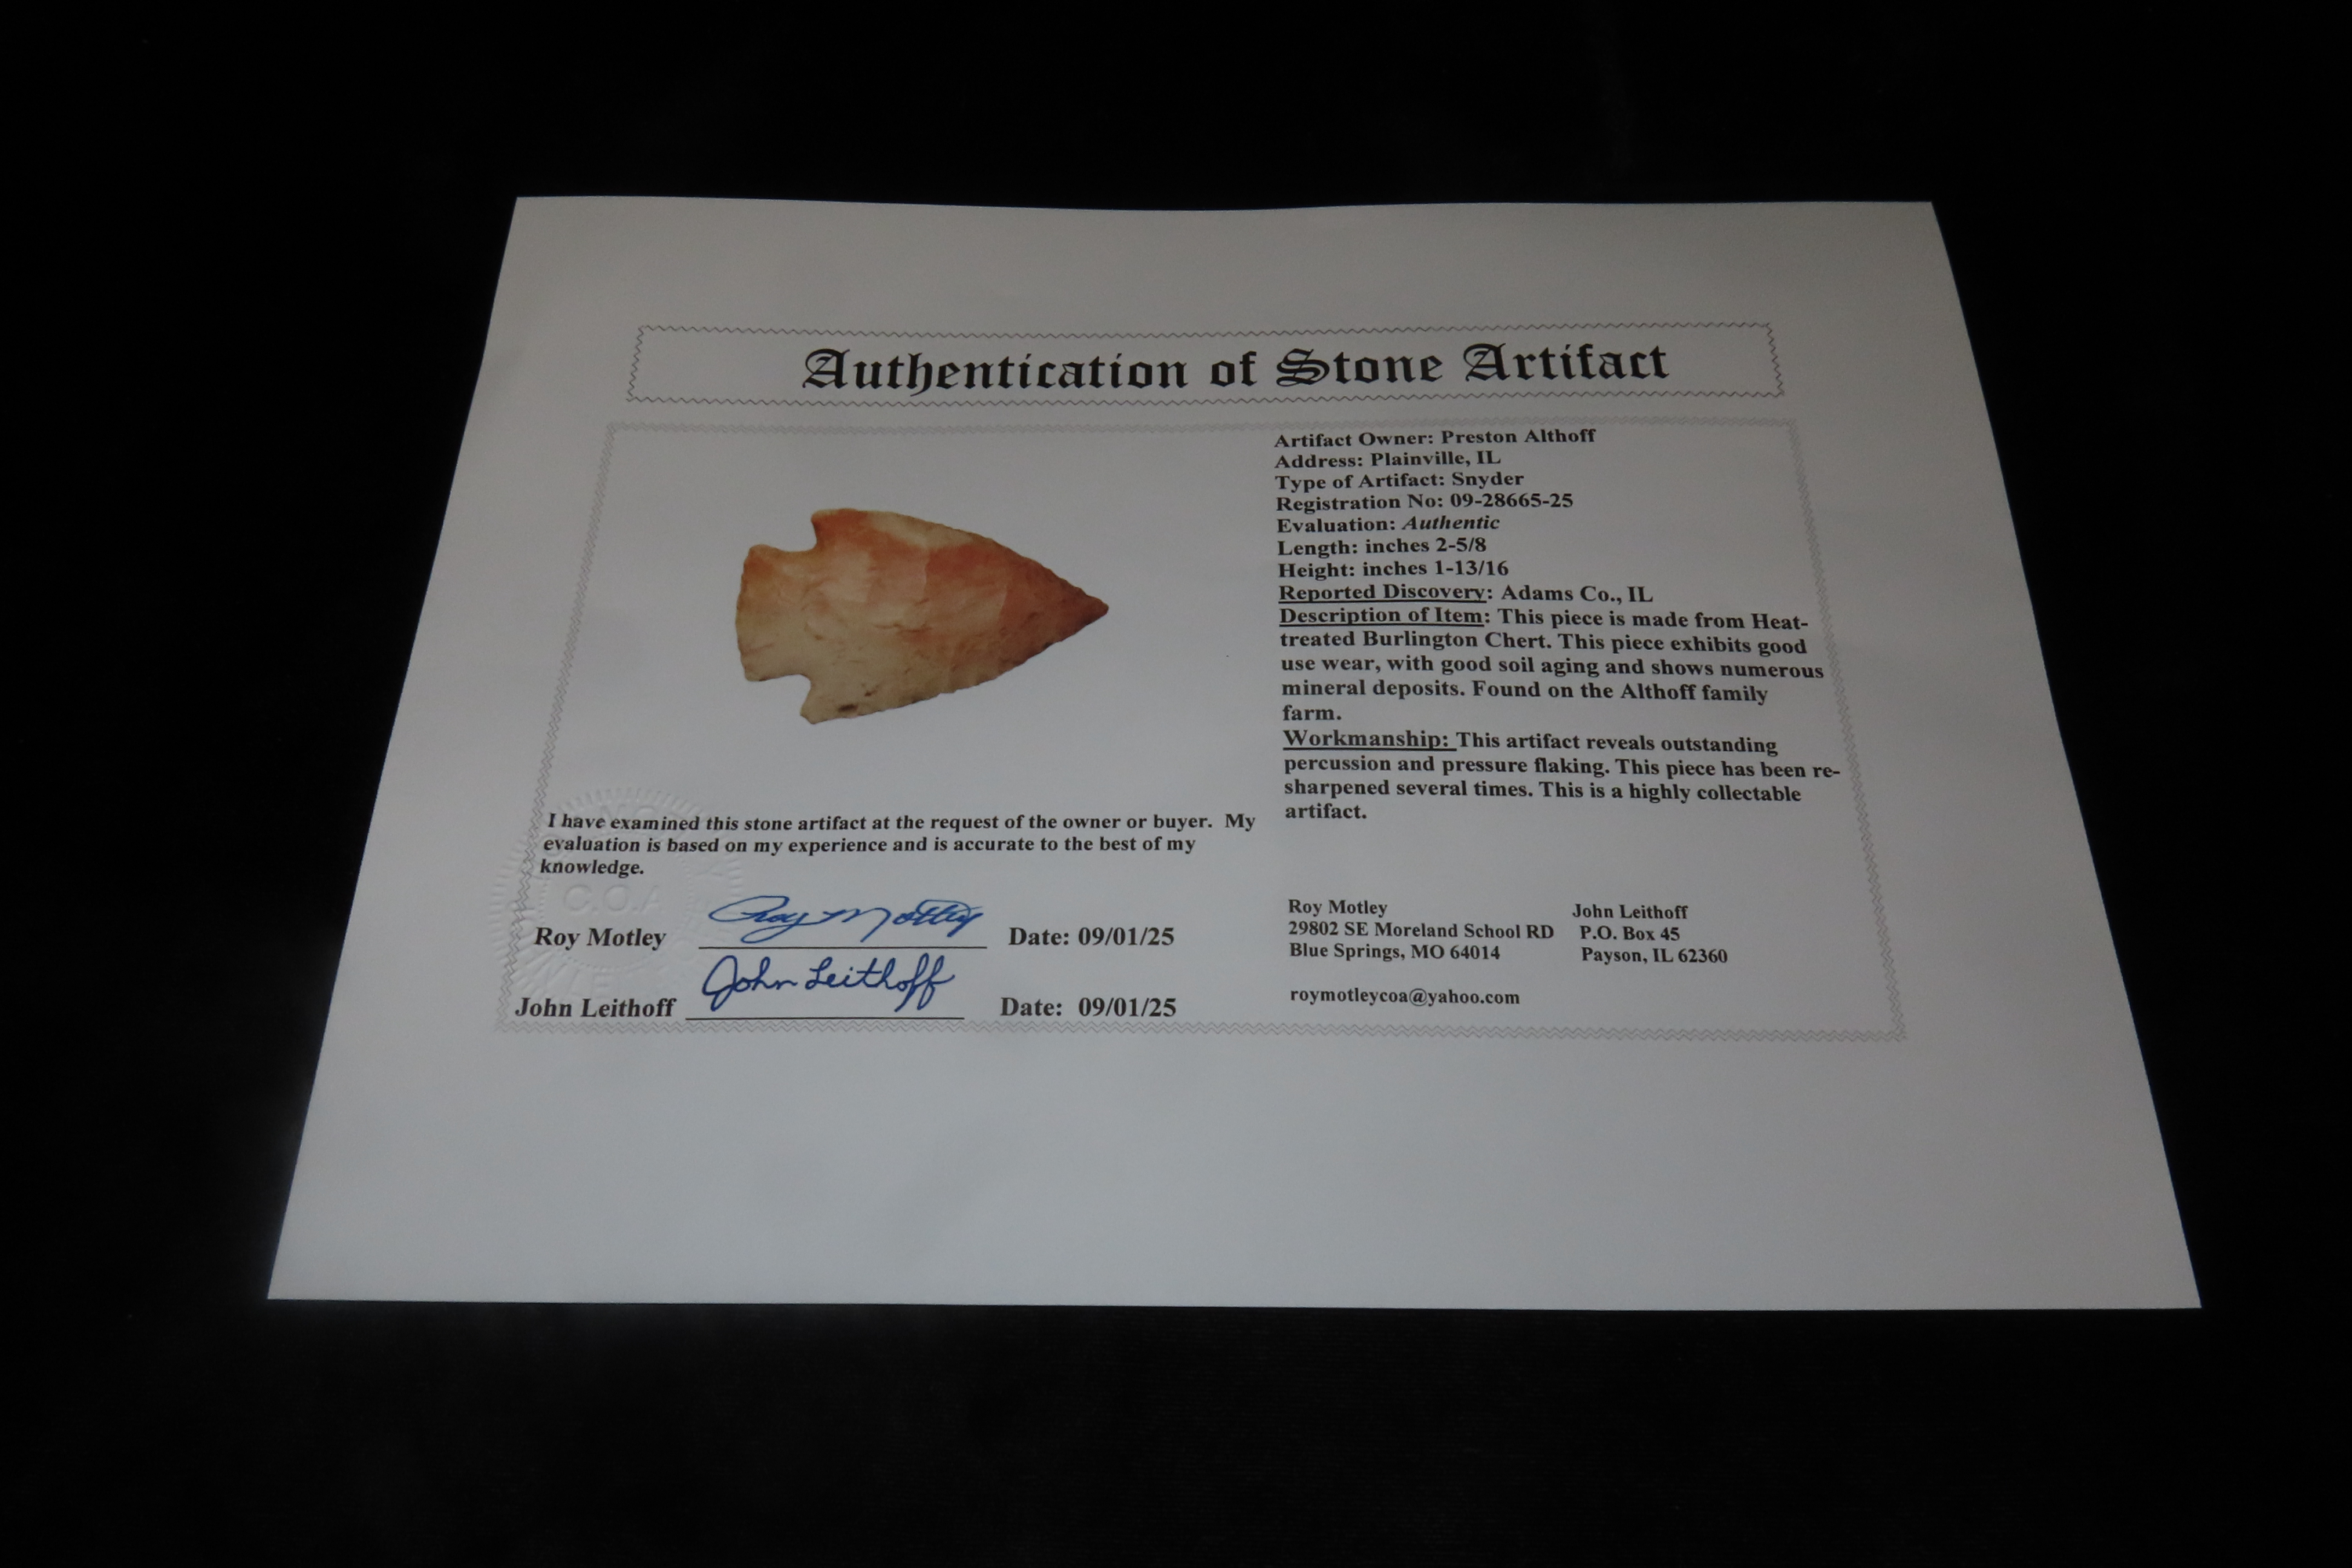 Authentication of Stone Artifact
Artifact Owner: Preston Althoff
Address: Plainville, IL
Type of Artifact: Snyder
Registration No: 09-28665-25
Evaluation: Authentic
Length: inches 2-5/8
Height: inches 1-13/16
Reported Discovery: Adams Co., IL
Description of Item: This piece is made from Heat-
treated Burlington Chert. This piece exhibits good
use wear, with good soil aging and shows numerous
mineral deposits. Found on the Althoff family
farm.
Workmanship: This artifact reveals outstanding
percussion and pressure flaking. This piece has been re-
sharpened several times. This is a highly collectable
artifact.
I have examined this stone artifact at the request of the owner or buyer. My
evaluation is based on my experience and is accurate to the best of my
knowledge.
C.O.A
Roy Motley Roy Motley Date: 09/01/25
John Leithoff John Leithoff Date: 09/01/25
Roy Motley
29802 SE Moreland School RD
Blue Springs, MO 64014
roymotleycoa@yahoo.com
John Leithoff
P.O. Box 45
Payson, IL 62360